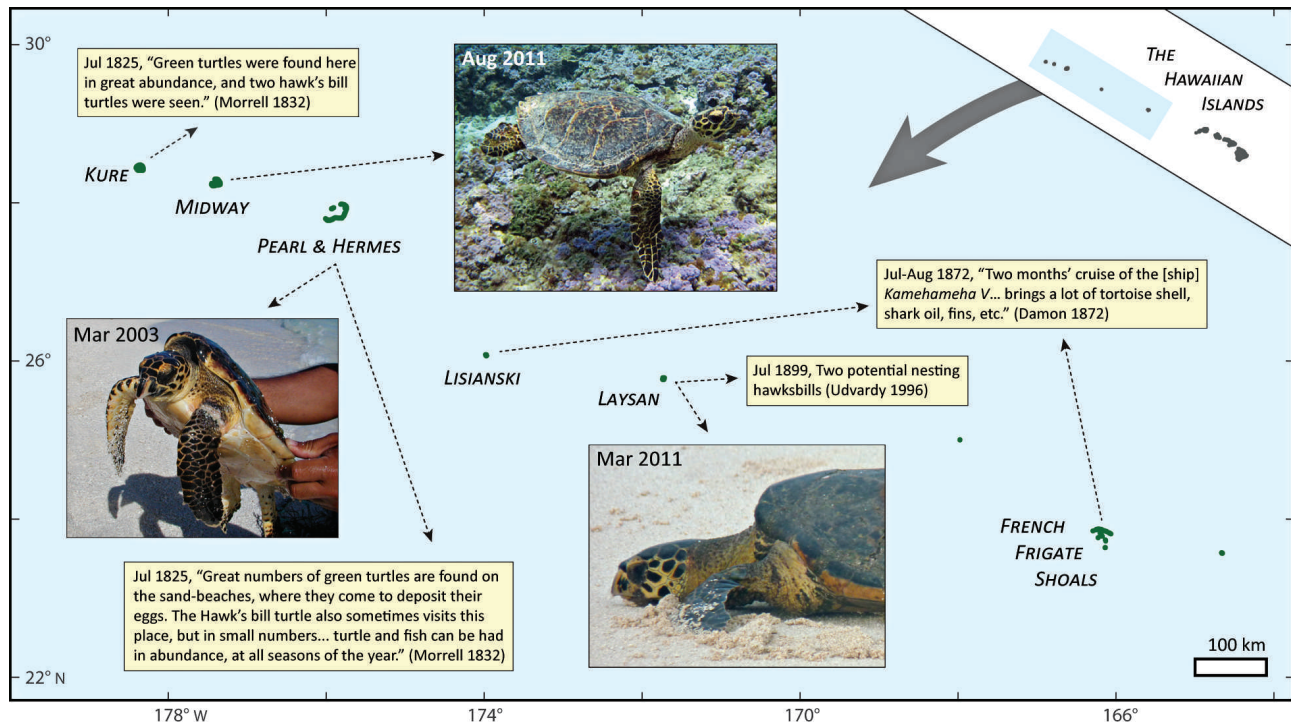 30°
Jul 1825, “Green turtles were found here
in great abundance, and two hawk’s bill
turtles were seen.” (Morrell 1832)
Aug 2011
THE
HAWAIIAN
ISLANDS
KURE
MIDWAY
PEARL & HERMES
Jul-Aug 1872, “Two months’ cruise of the [ship]
Kamehameha V... brings a lot of tortoise shell,
shark oil, fins, etc.” (Damon 1872)
Mar 2003
26°
LISIANSKI
LAYSAN
Jul 1899, Two potential nesting
hawksbills (Udvardy 1996)
Mar 2011
FRENCH
FRIGATE
SHOALS
Jul 1825, “Great numbers of green turtles are found on
the sand-beaches, where they come to deposit their
eggs. The Hawk’s bill turtle also sometimes visits this
place, but in small numbers... turtle and fish can be had
in abundance, at all seasons of the year.” (Morrell 1832)
100 km
22° N
178° W
174°
170°
166°